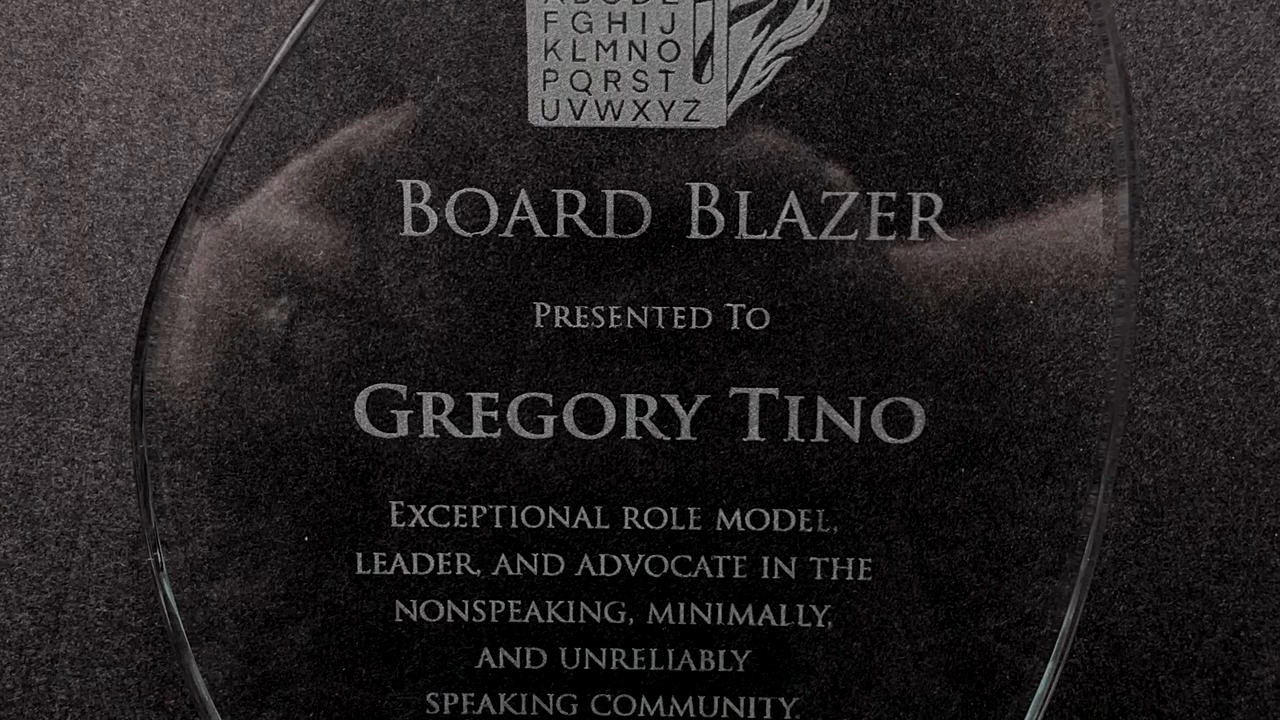 ABCDE
FGHIJ
KLMNO
PQRST
UVWXYZ
BOARD BLAZER
PRESENTED TO
GREGORY TINO
EXCEPTIONAL ROLE MODEL,
LEADER, AND ADVOCATE IN THE
NONSPEAKING, MINIMALLY,
AND UNRELIABLY
SPEAKING COMMUNITY.